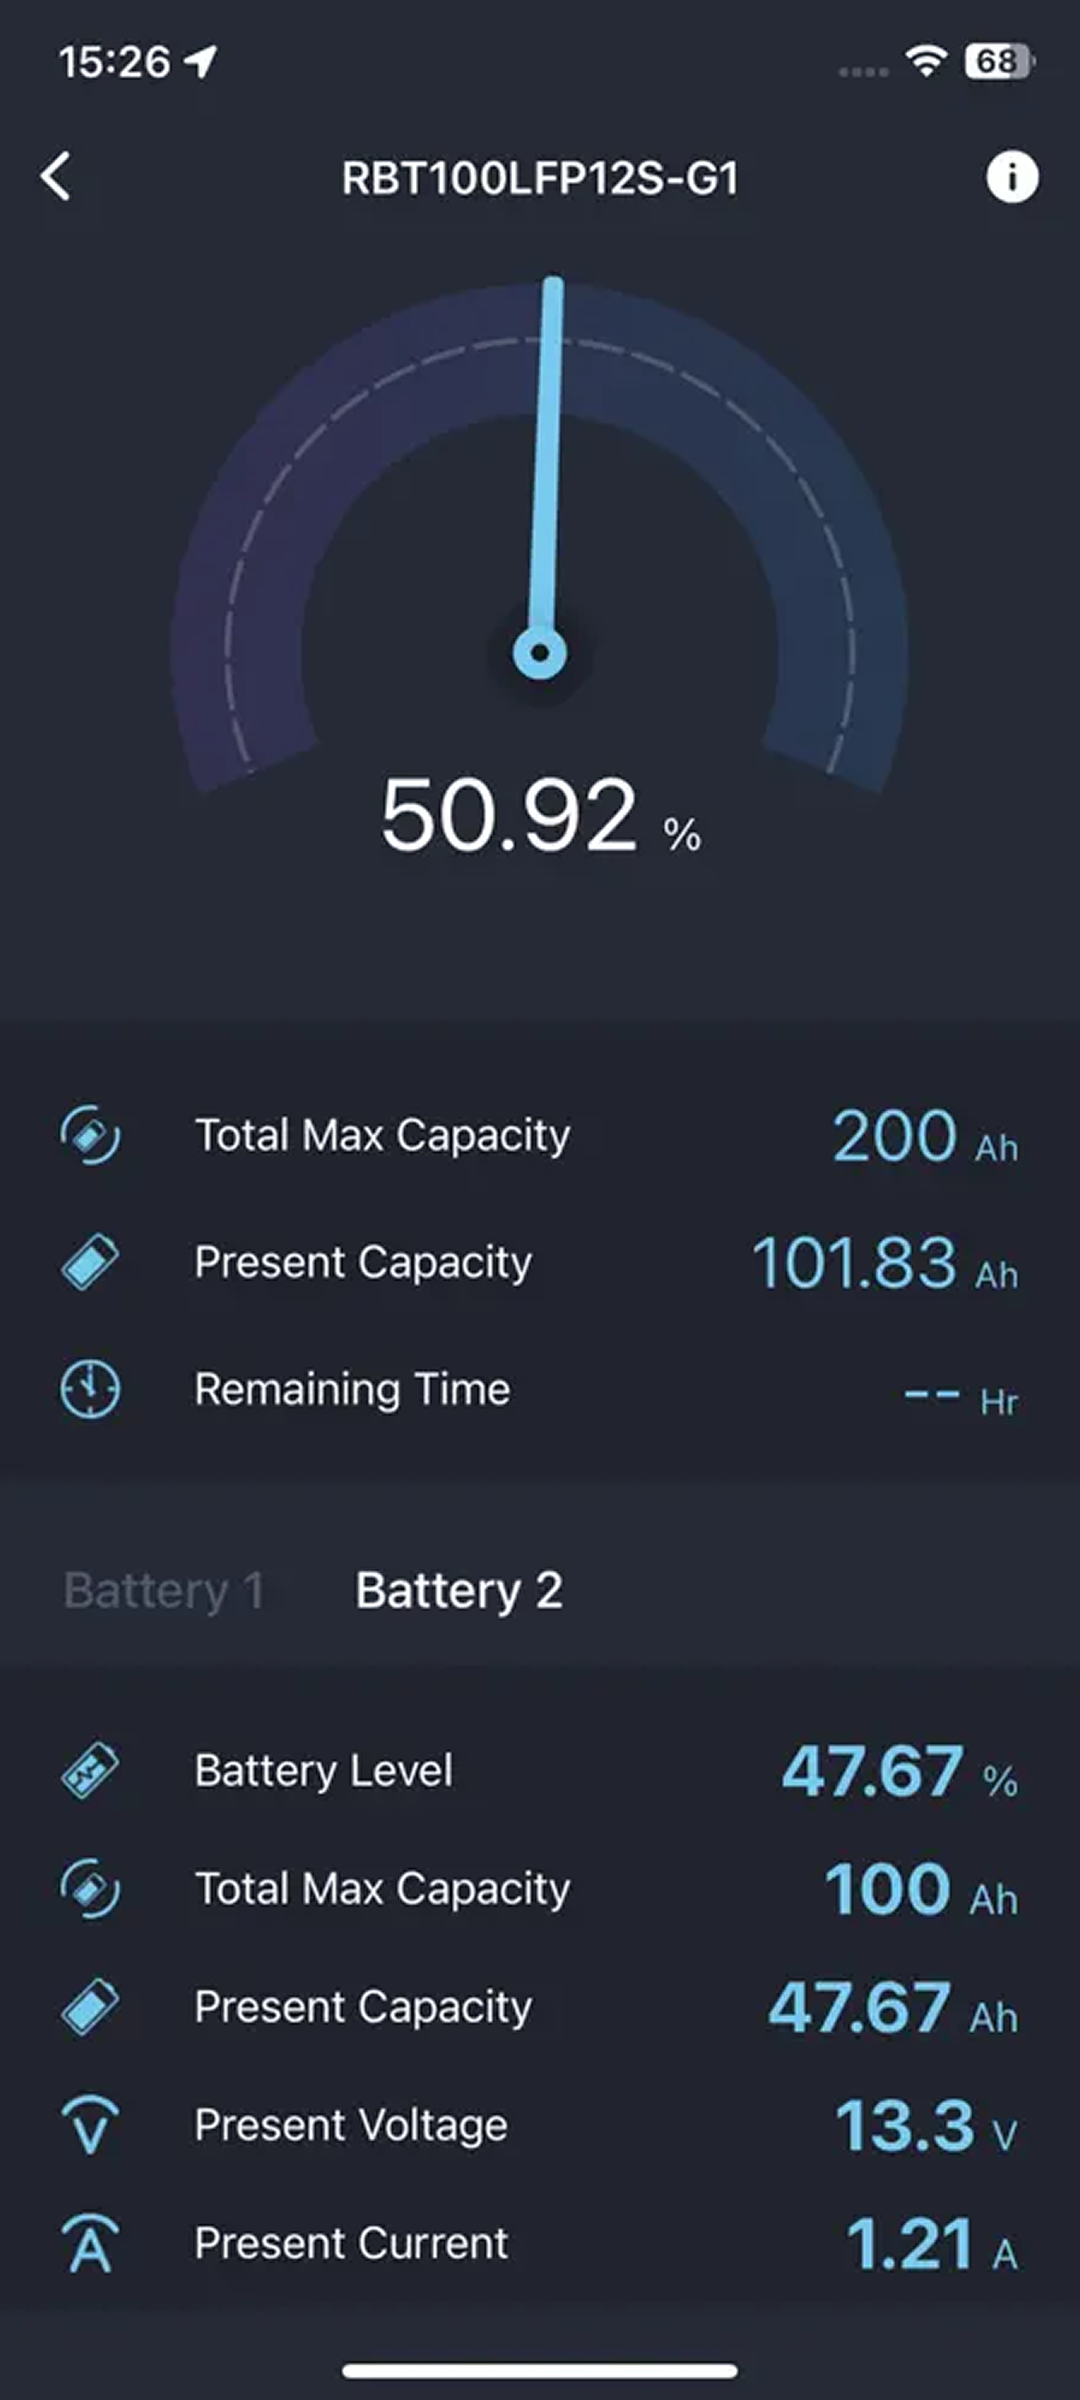 15:26
68
RBT100LFP12S-G1
50.92 %
Total Max Capacity 200 Ah
Present Capacity 101.83 Ah
Remaining Time -- Hr
Battery 1 Battery 2
Battery Level 47.67 %
Total Max Capacity 100 Ah
Present Capacity 47.67 Ah
Present Voltage 13.3 V
Present Current 1.21 A